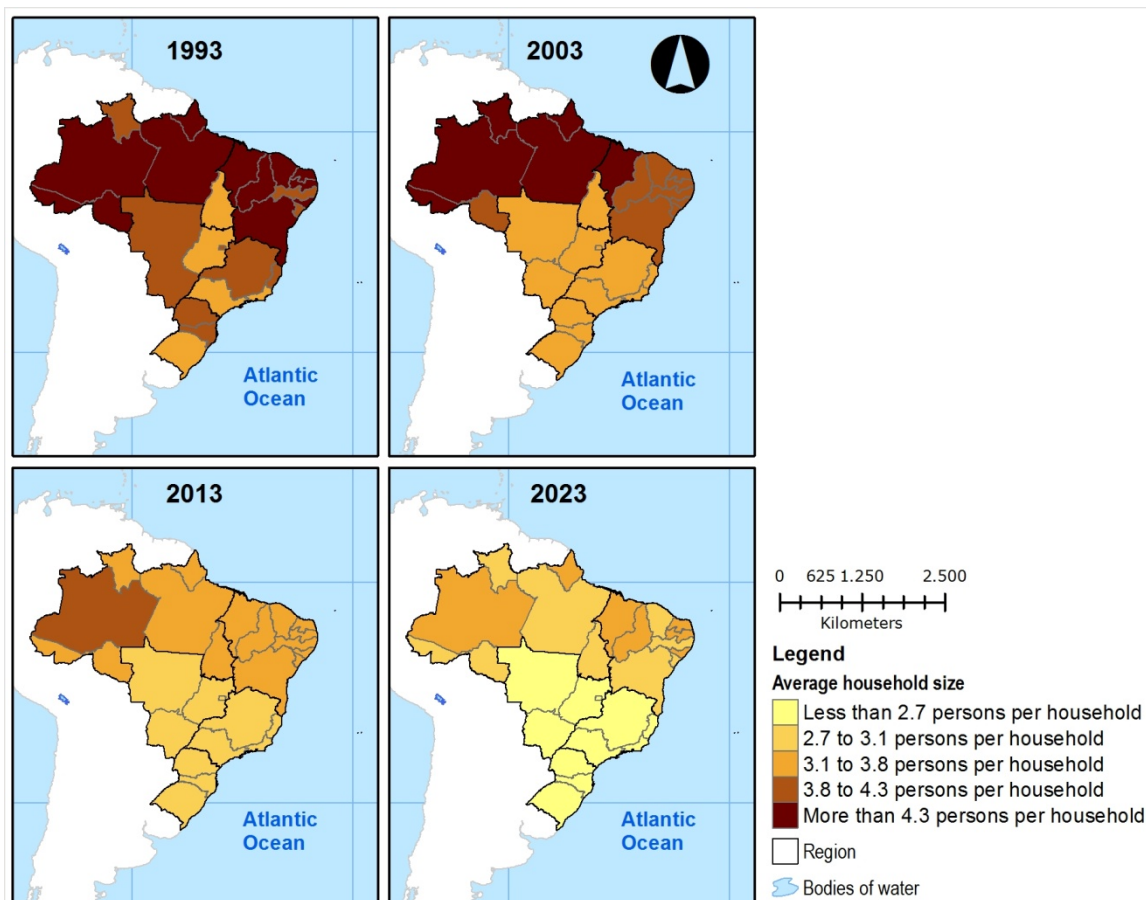 1993
2003
Atlantic
Ocean
Atlantic
Ocean
2013
2023
Atlantic
Ocean
Atlantic
Ocean
0 625 1.250 2.500
Kilometers
Legend
Average household size
Less than 2.7 persons per household
2.7 to 3.1 persons per household
3.1 to 3.8 persons per household
3.8 to 4.3 persons per household
More than 4.3 persons per household
Region
Bodies of water